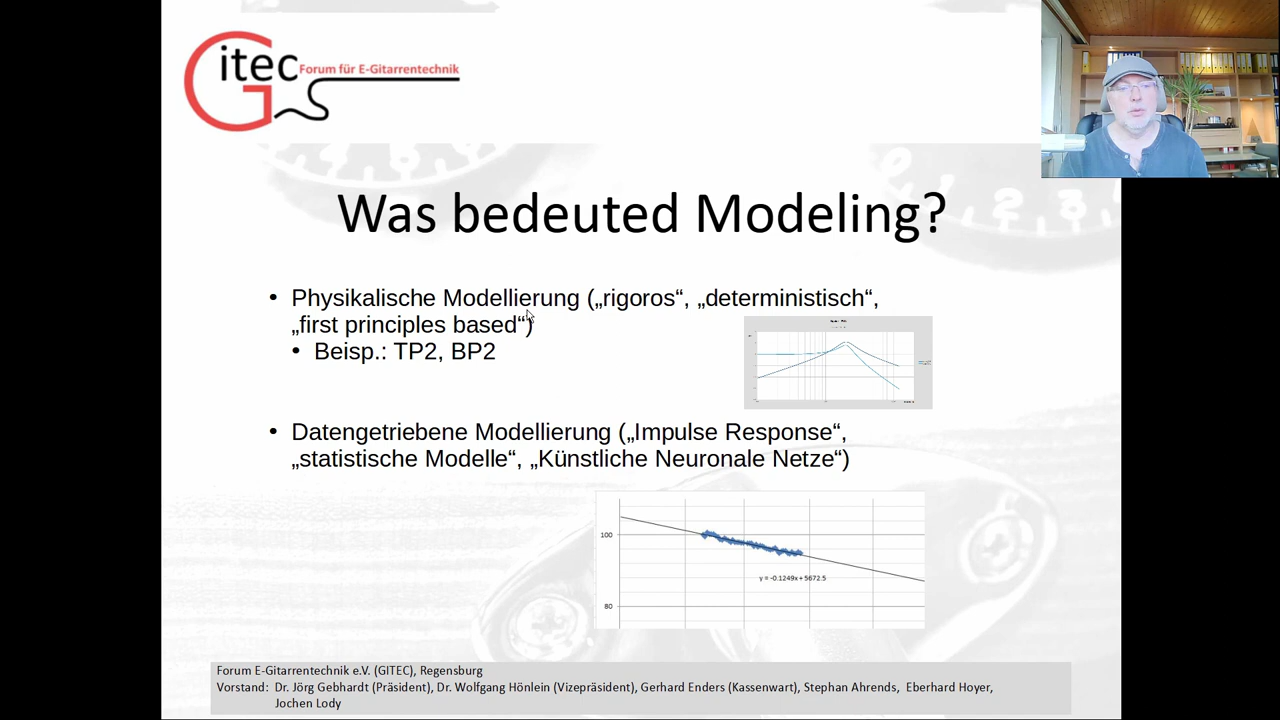 Gitec Forum für E-Gitarrentechnik
Was bedeuted Modeling?
• Physikalische Modellierung („rigoros“, „deterministisch“,
„first principles based“)
• Beisp.: TP2, BP2
• Datengetriebene Modellierung („Impulse Response“,
„statistische Modelle“, „Künstliche Neuronale Netze“)
100
y = -0.1249x + 5672.5
80
Forum E-Gitarrentechnik e.V. (GITEC), Regensburg
Vorstand: Dr. Jörg Gebhardt (Präsident), Dr. Wolfgang Hönlein (Vizepräsident), Gerhard Enders (Kassenwart), Stephan Ahrends, Eberhard Hoyer,
Jochen Lody